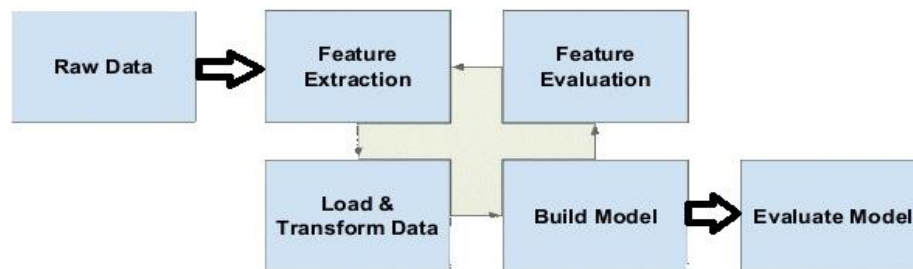 Raw Data
Feature
Extraction
Feature
Evaluation
Load &
Transform Data
Build Model
Evaluate Model